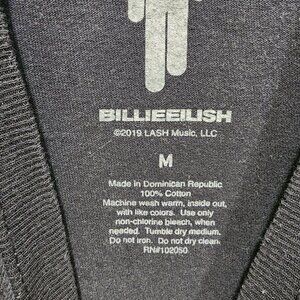 BILLIEEILISH
©2019 LASH Music, LLC
M
Made in Dominican Republic
100% Cotton
Machine wash warm, inside out,
with like colors. Use only
non-chlorine bleach, when
needed. Tumble dry medium.
Do not iron. Do not dry clean.
RN#102050